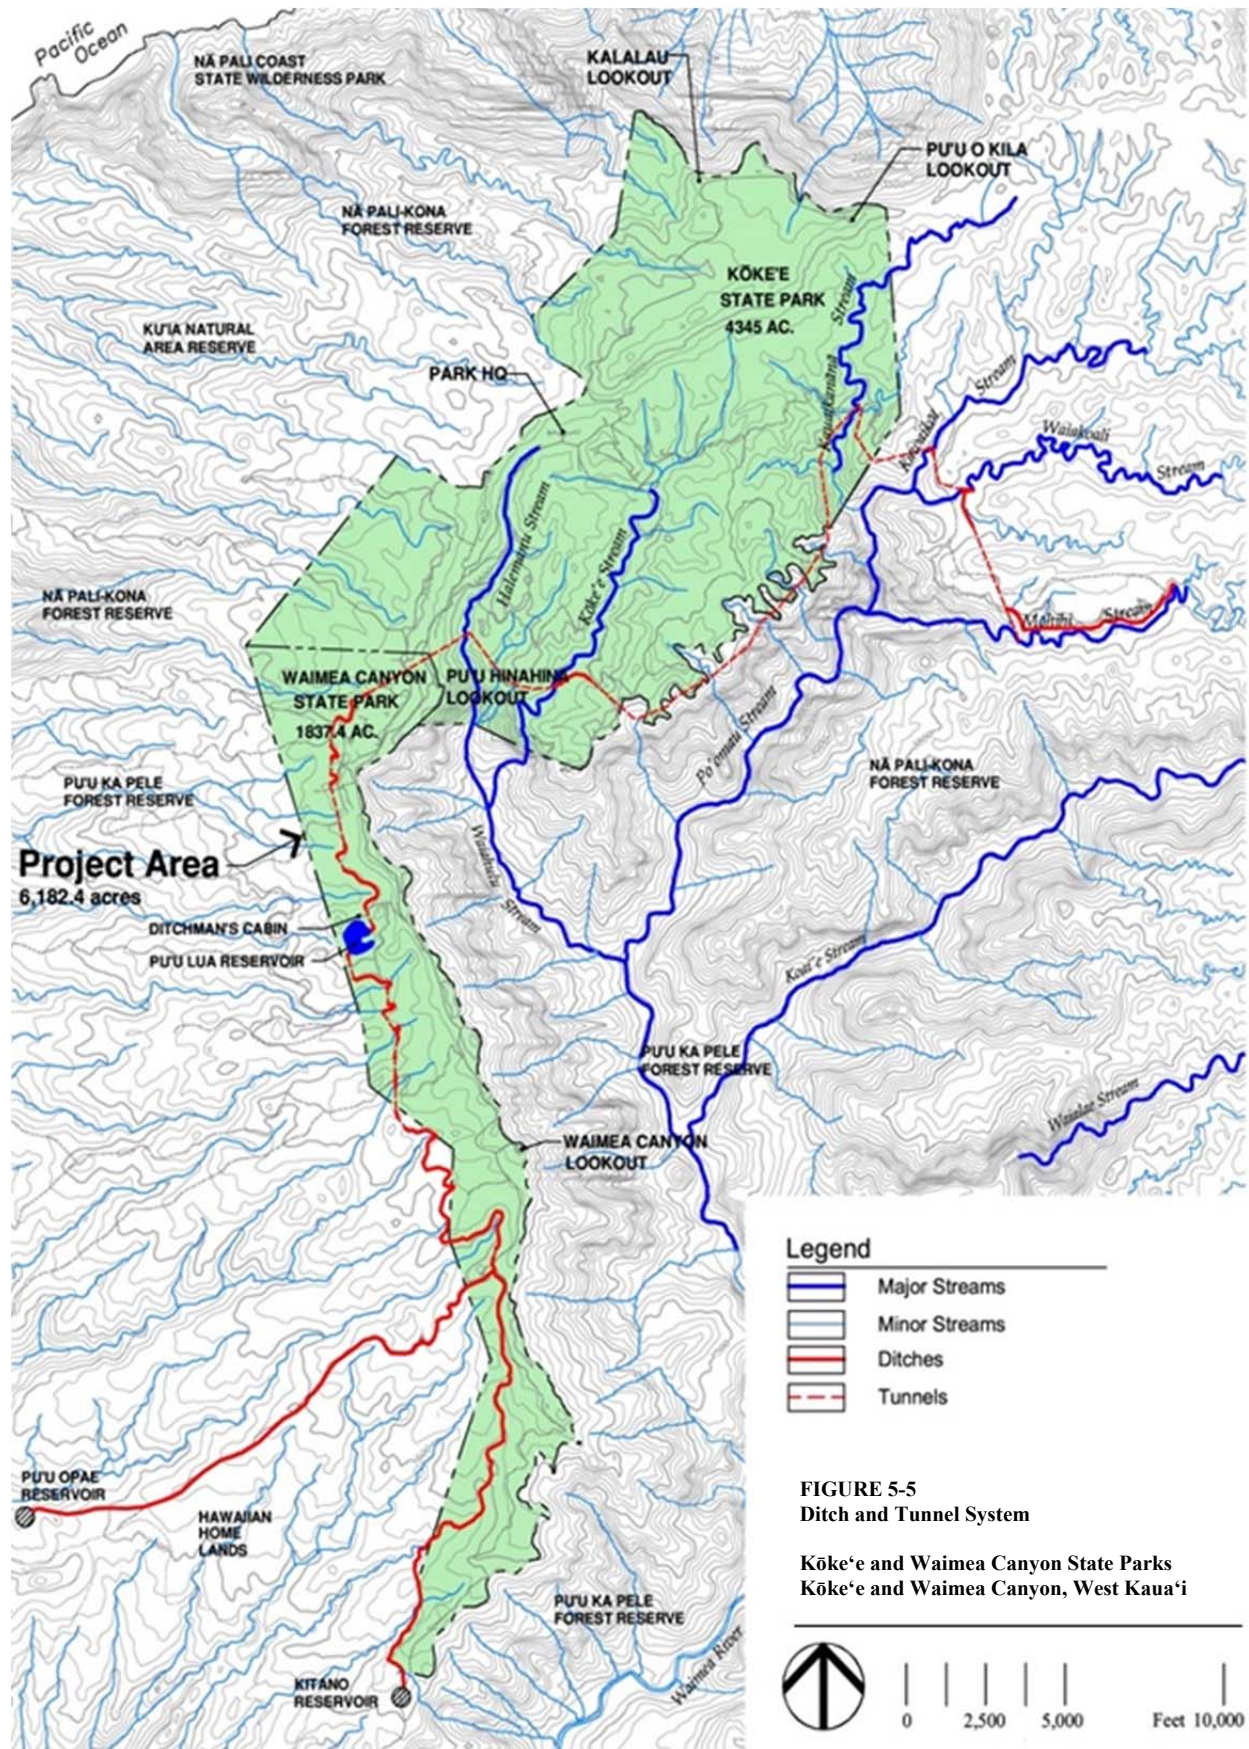 Pacific
Ocean
NĀ PALI COAST
STATE WILDERNESS PARK
KALALAU
LOOKOUT
PU'U O KILA
LOOKOUT
NĀ PALI-KONA
FOREST RESERVE
KŌKE'E
STATE PARK
4345 AC.
Stream
KU'IA NATURAL
AREA RESERVE
PARK HQ
Stream
Waiakoali
Stream
Halemanu Stream
Kōke'e Stream
NĀ PALI-KONA
FOREST RESERVE
Mohihi Stream
WAIMEA CANYON
STATE PARK
1837.4 AC.
PU'U HINAHINA
LOOKOUT
Po'omau Stream
NĀ PALI-KONA
FOREST RESERVE
PU'U KA PELE
FOREST RESERVE
Project Area
6,182.4 acres
Waiahulu Stream
DITCHMAN'S CABIN
PU'U LUA RESERVOIR
Koai'e Stream
PU'U KA PELE
FOREST RESERVE
Waialae Stream
WAIMEA CANYON
LOOKOUT
Legend
Major Streams
Minor Streams
Ditches
Tunnels
PU'U OPAE
RESERVOIR
HAWAIIAN
HOME
LANDS
FIGURE 5-5
Ditch and Tunnel System
Kōke‘e and Waimea Canyon State Parks
Kōke‘e and Waimea Canyon, West Kaua‘i
PU'U KA PELE
FOREST RESERVE
Waimea River
KITANO
RESERVOIR
0 2,500 5,000 Feet 10,000